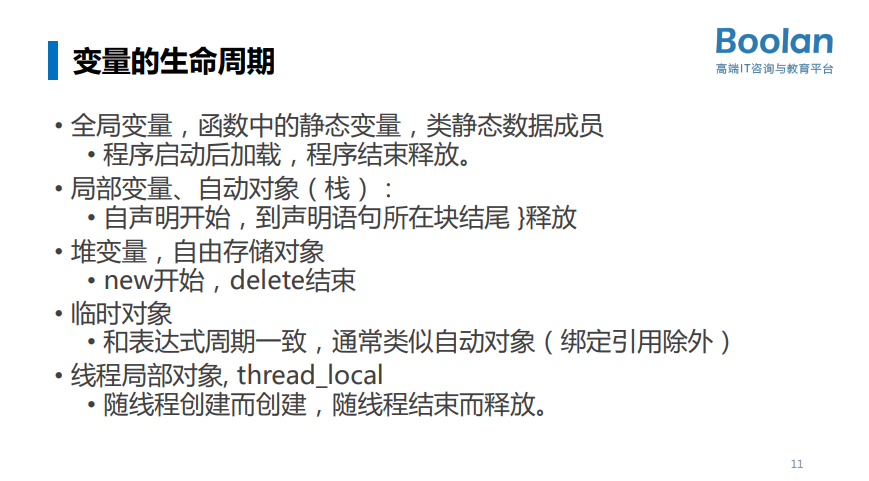 Boolan
高端IT咨询与教育平台
变量的生命周期
• 全局变量，函数中的静态变量，类静态数据成员
• 程序启动后加载，程序结束释放。
• 局部变量、自动对象（栈）：
• 自声明开始，到声明语句所在块结尾 }释放
• 堆变量，自由存储对象
• new开始，delete结束
• 临时对象
• 和表达式周期一致，通常类似自动对象（绑定引用除外）
• 线程局部对象, thread_local
• 随线程创建而创建，随线程结束而释放。
11